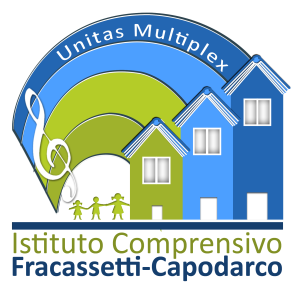 Unitas Multiplex
Istituto Comprensivo
Fracassetti-Capodarco